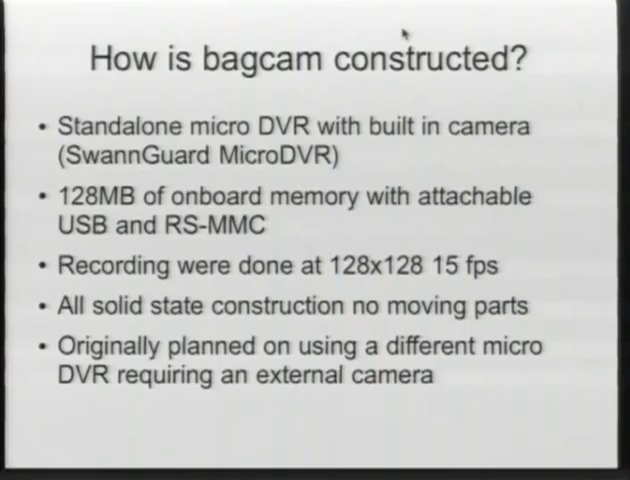 How is bagcam constructed?
• Standalone micro DVR with built in camera
(SwannGuard MicroDVR)
• 128MB of onboard memory with attachable
USB and RS-MMC
• Recording were done at 128x128 15 fps
• All solid state construction no moving parts
• Originally planned on using a different micro
DVR requiring an external camera